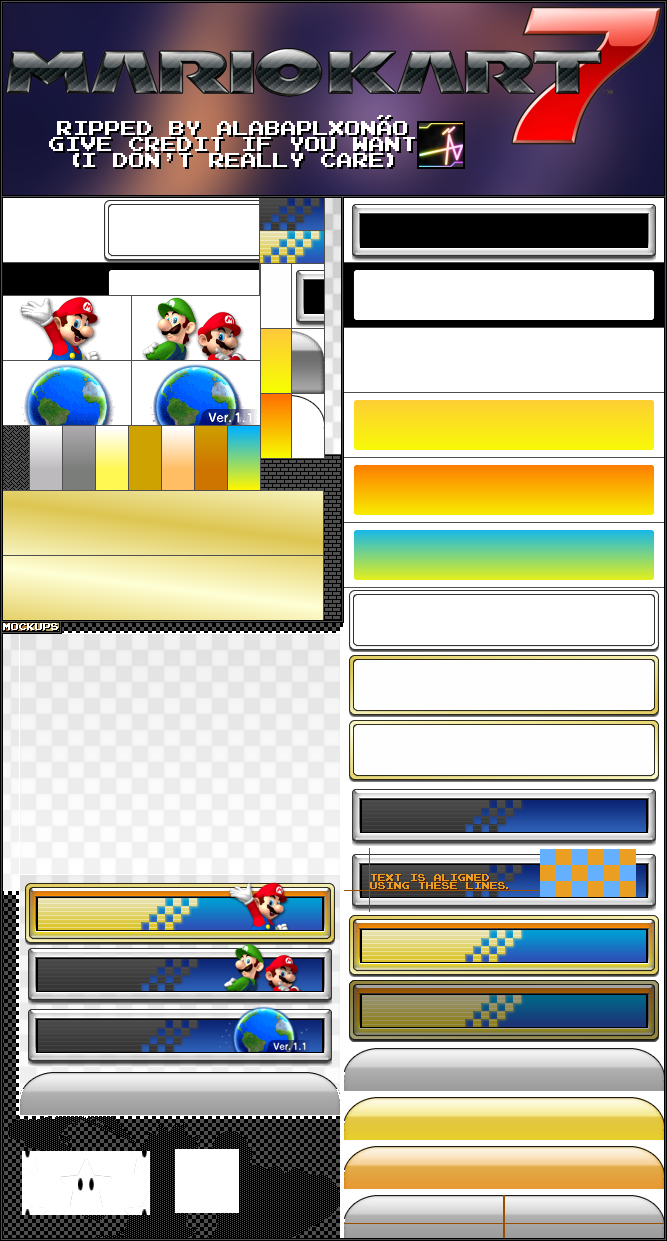 MARIOKART 7
RIPPED BY ALABAPLXONÃO
GIVE CREDIT IF YOU WANT
(I DON'T REALLY CARE)
Ver. 1.1
MOCKUPS
TEXT IS ALIGNED
USING THESE LINES.
Ver. 1.1